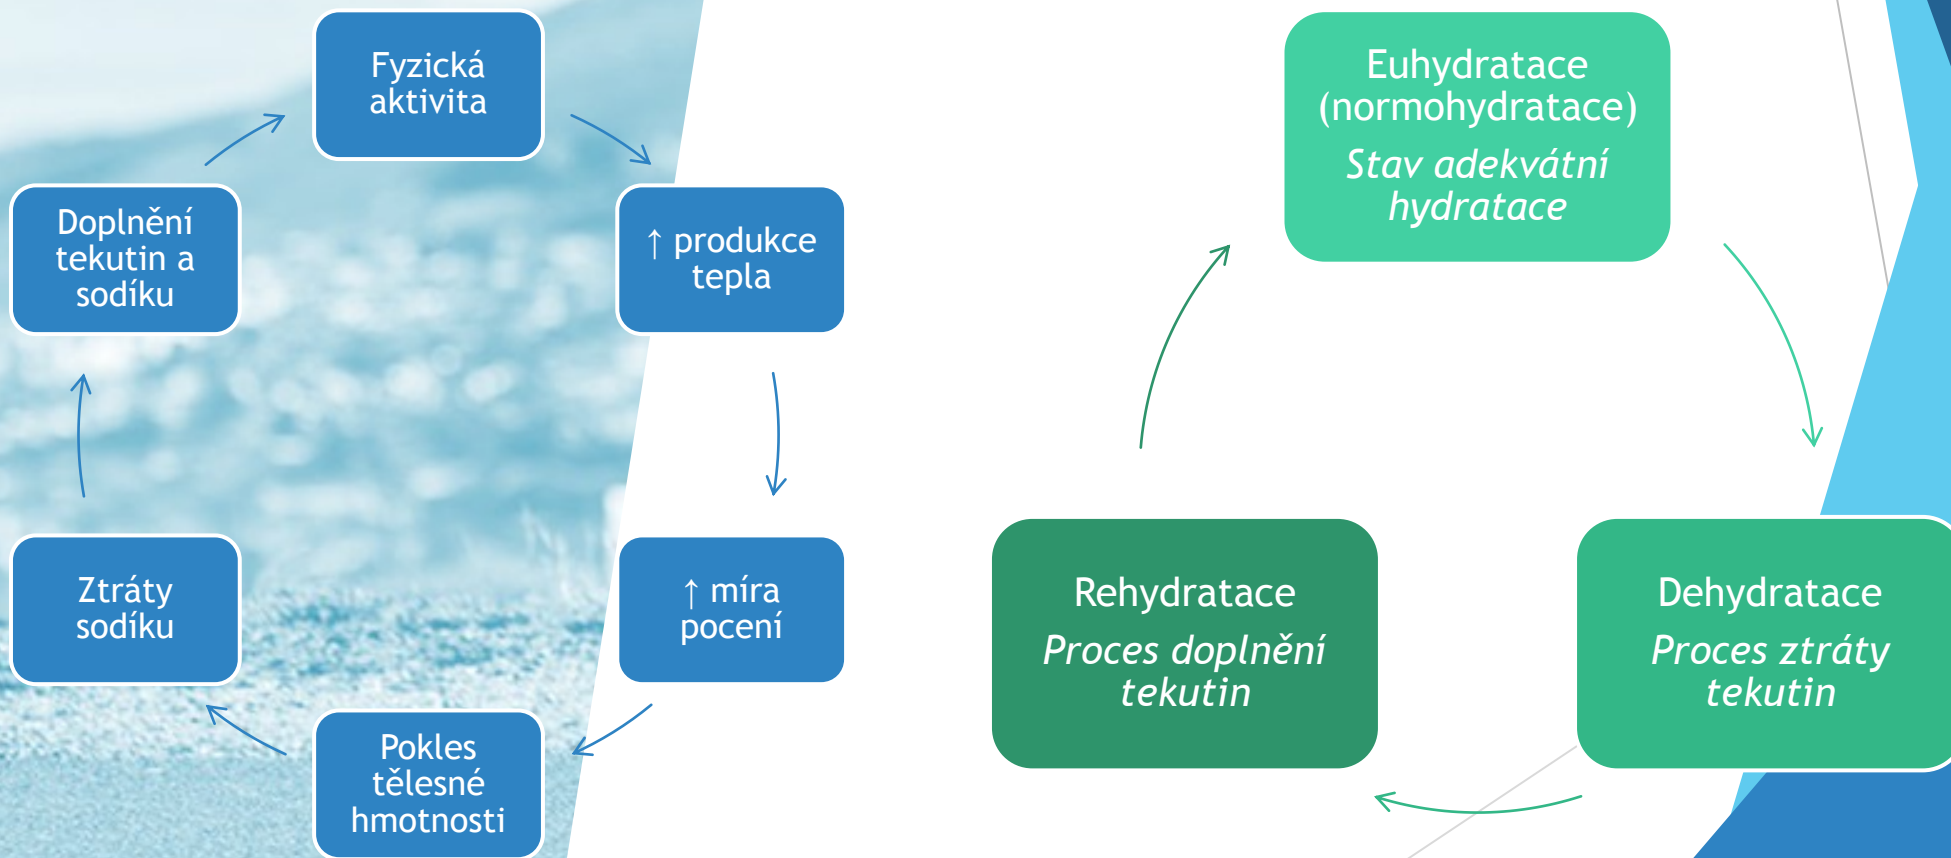 Fyzická
aktivita
↑ produkce
tepla
↑ míra
pocení
Pokles
tělesné
hmotnosti
Ztráty
sodíku
Doplnění
tekutin a
sodíku
Euhydratace
(normohydratace)
Stav adekvátní
hydratace
Dehydratace
Proces ztráty
tekutin
Rehydratace
Proces doplnění
tekutin